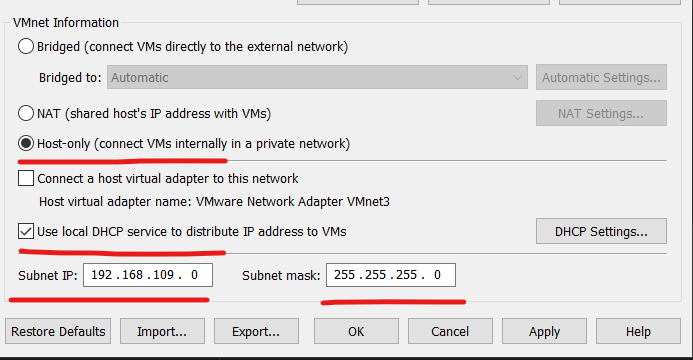 VMnet Information
Bridged (connect VMs directly to the external network)
Bridged to: Automatic Automatic Settings...
NAT (shared host's IP address with VMs) NAT Settings...
Host-only (connect VMs internally in a private network)
Connect a host virtual adapter to this network
Host virtual adapter name: VMware Network Adapter VMnet3
Use local DHCP service to distribute IP address to VMs DHCP Settings...
Subnet IP: 192 . 168 . 109 . 0 Subnet mask: 255 . 255 . 255 . 0
Restore Defaults Import... Export... OK Cancel Apply Help